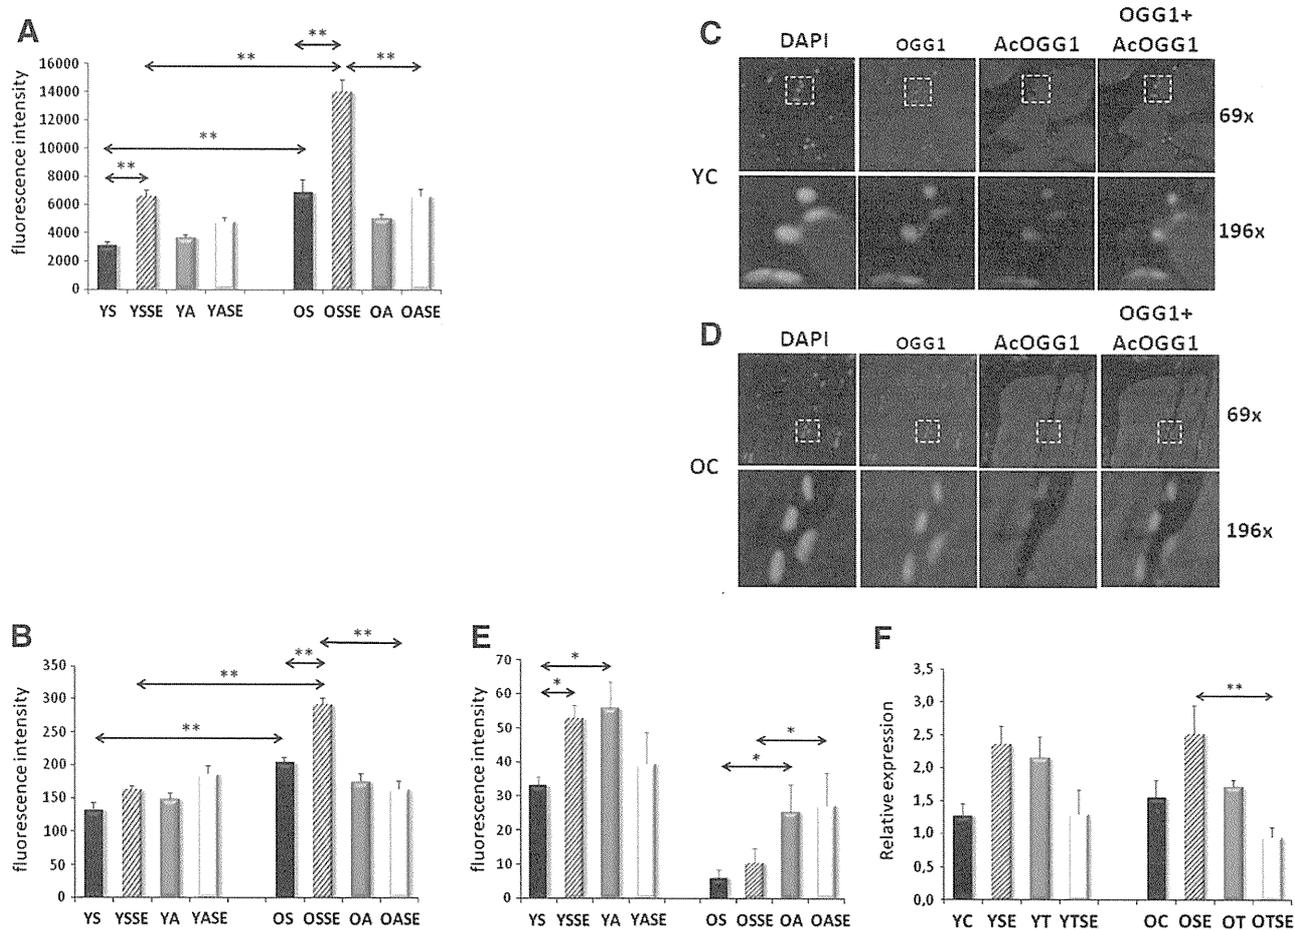 A
fluorescence intensity
16000
14000
12000
10000
8000
6000
4000
2000
0
**
**
**
**
**
YS YSSE YA YASE OS OSSE OA OASE
C
DAPI OGG1 AcOGG1 OGG1+ AcOGG1
YC
69x
196x
D
DAPI OGG1 AcOGG1 OGG1+ AcOGG1
OC
69x
196x
B
fluorescence intensity
350
300
250
200
150
100
50
0
**
**
**
**
YS YSSE YA YASE OS OSSE OA OASE
E
fluorescence intensity
70
60
50
40
30
20
10
0
*
*
*
*
YS YSSE YA YASE OS OSSE OA OASE
F
Relative expression
3,5
3,0
2,5
2,0
1,5
1,0
0,5
0,0
**
YC YSE YT YTSE OC OSE OT OTSE